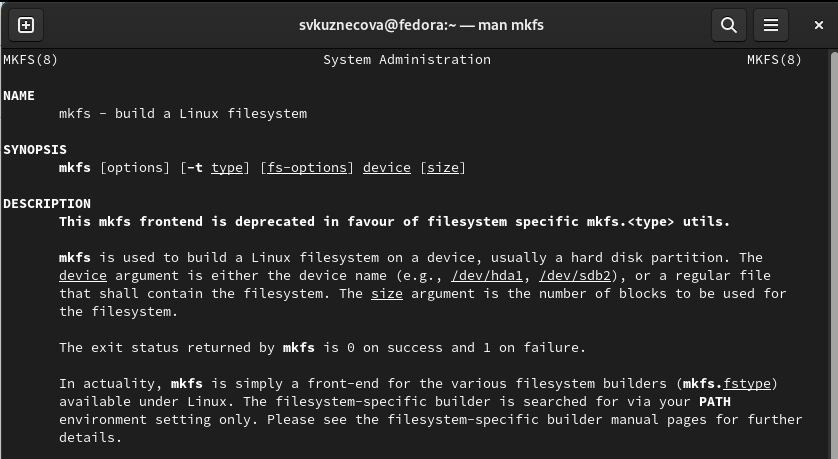 svkuznecova@fedora:~ — man mkfs
MKFS(8) System Administration MKFS(8)
NAME
mkfs - build a Linux filesystem
SYNOPSIS
mkfs [options] [-t type] [fs-options] device [size]
DESCRIPTION
This mkfs frontend is deprecated in favour of filesystem specific mkfs.<type> utils.
mkfs is used to build a Linux filesystem on a device, usually a hard disk partition. The
device argument is either the device name (e.g., /dev/hda1, /dev/sdb2), or a regular file
that shall contain the filesystem. The size argument is the number of blocks to be used for
the filesystem.
The exit status returned by mkfs is 0 on success and 1 on failure.
In actuality, mkfs is simply a front-end for the various filesystem builders (mkfs.fstype)
available under Linux. The filesystem-specific builder is searched for via your PATH
environment setting only. Please see the filesystem-specific builder manual pages for further
details.